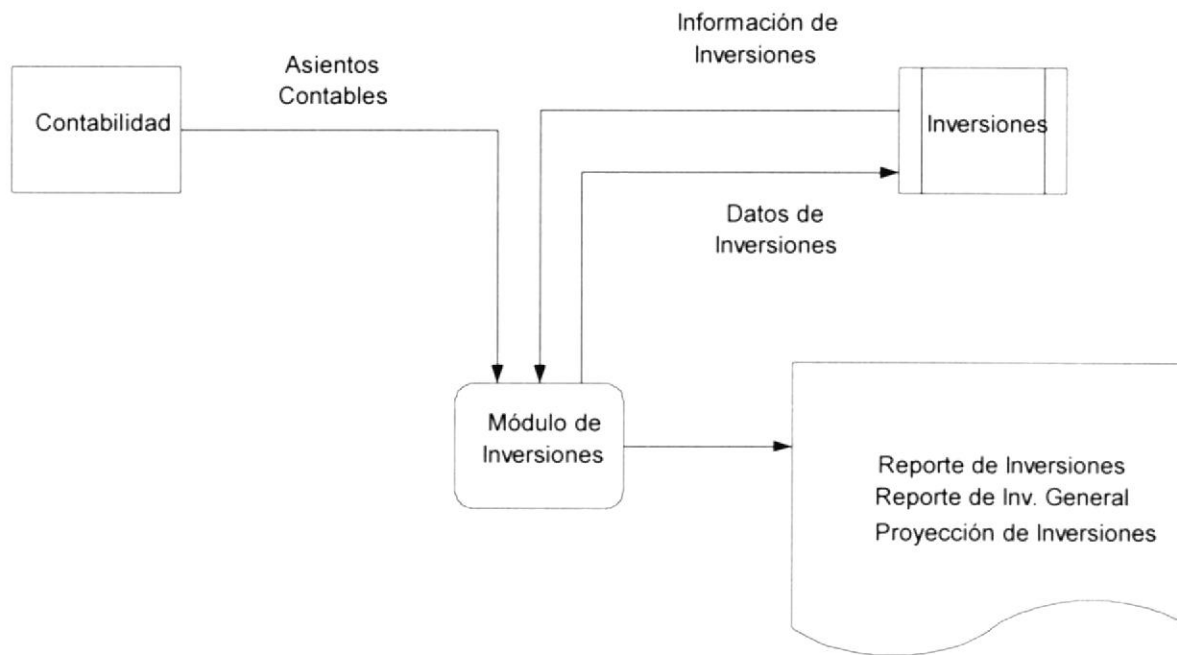 Información de
Inversiones
Asientos
Contables
Contabilidad
Inversiones
Datos de
Inversiones
Módulo de
Inversiones
Reporte de Inversiones
Reporte de Inv. General
Proyección de Inversiones